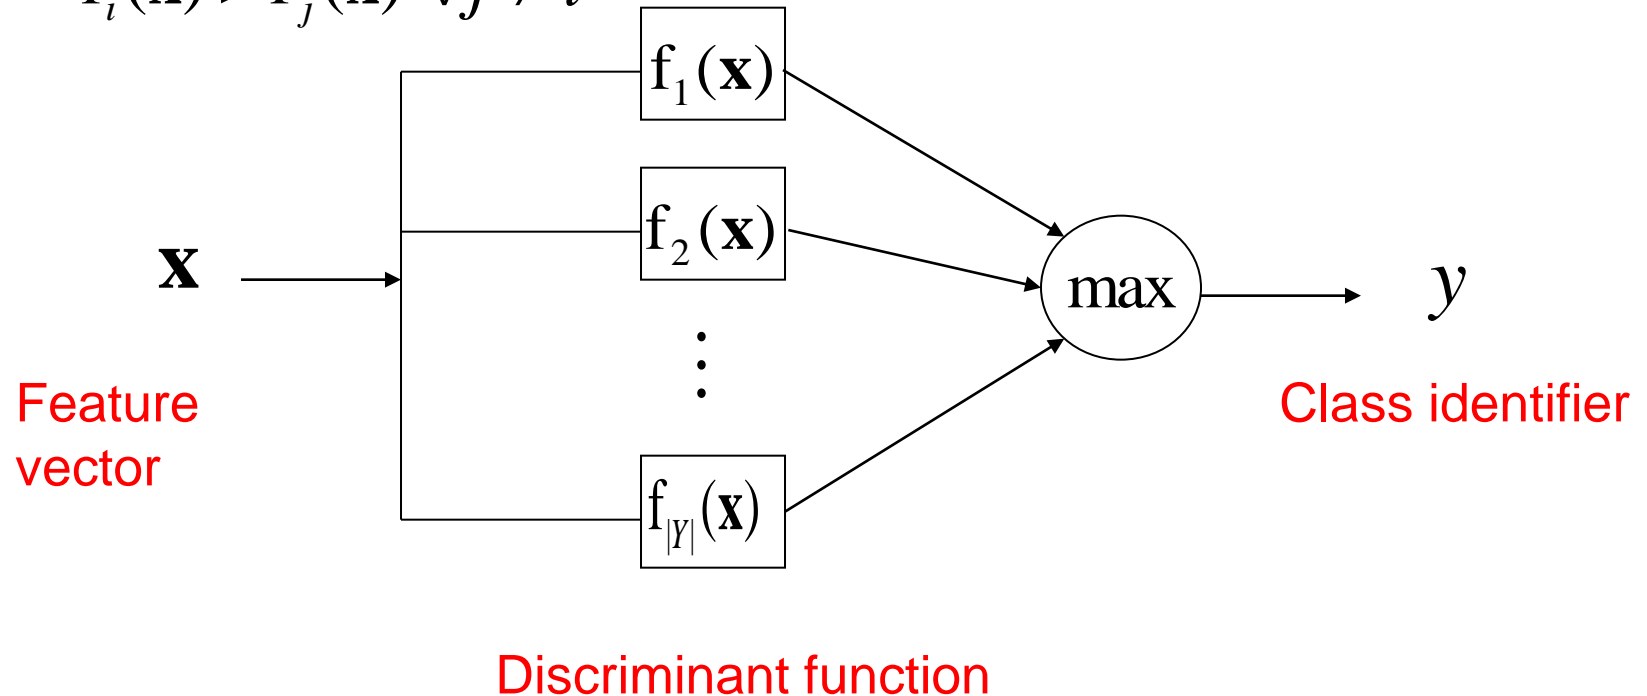 f₁(𝐱)
f₂(𝐱)
𝐱
max
y
⋮
Feature
vector
Class identifier
f|Y|(𝐱)
Discriminant function